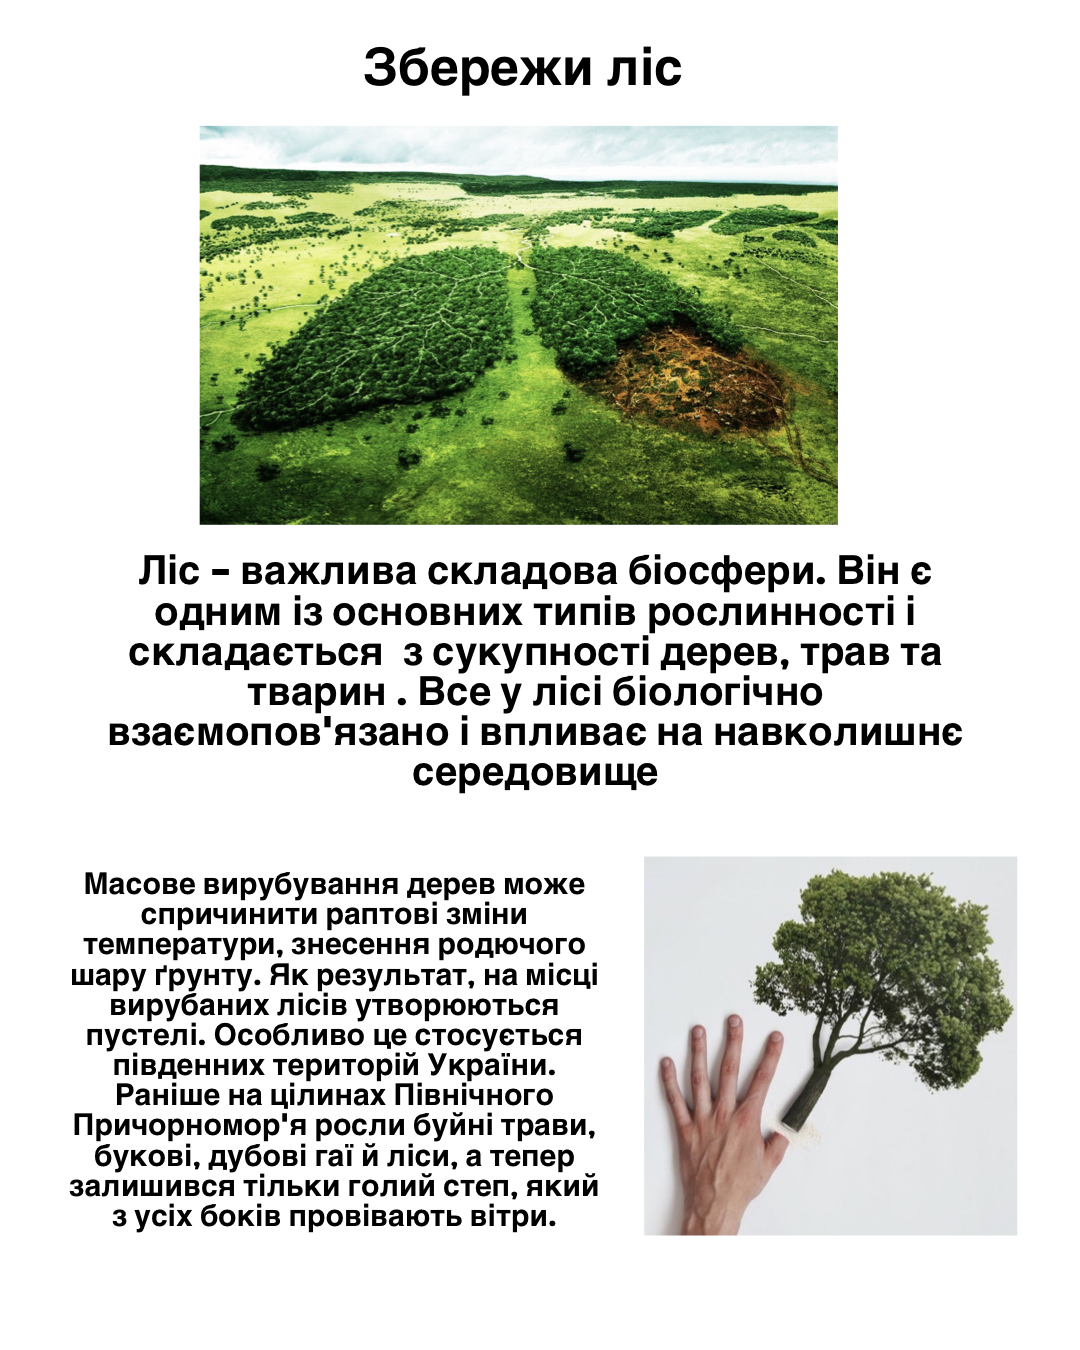 Збережи ліс
Ліс – важлива складова біосфери. Він є
одним із основних типів рослинності і
складається  з сукупності дерев, трав та
тварин . Все у лісі біологічно
взаємопов'язано і впливає на навколишнє
середовище
Масове вирубування дерев може
спричинити раптові зміни
температури, знесення родючого
шару ґрунту. Як результат, на місці
вирубаних лісів утворюються
пустелі. Особливо це стосується
південних територій України.
Раніше на цілинах Північного
Причорномор'я росли буйні трави,
букові, дубові гаї й ліси, а тепер
залишився тільки голий степ, який
з усіх боків провівають вітри.